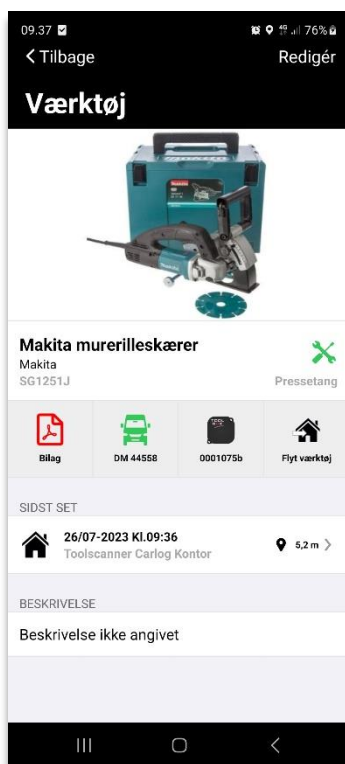 09.37 4G 76%
Tilbage Redigér
Værktøj
Makita murerilleskærer
Makita
SG1251J Pressetang
Bilag DM 44558 0001075b Flyt værktøj
SIDST SET
26/07-2023 Kl.09:36
Toolscanner Carlog Kontor 5,2 m
BESKRIVELSE
Beskrivelse ikke angivet